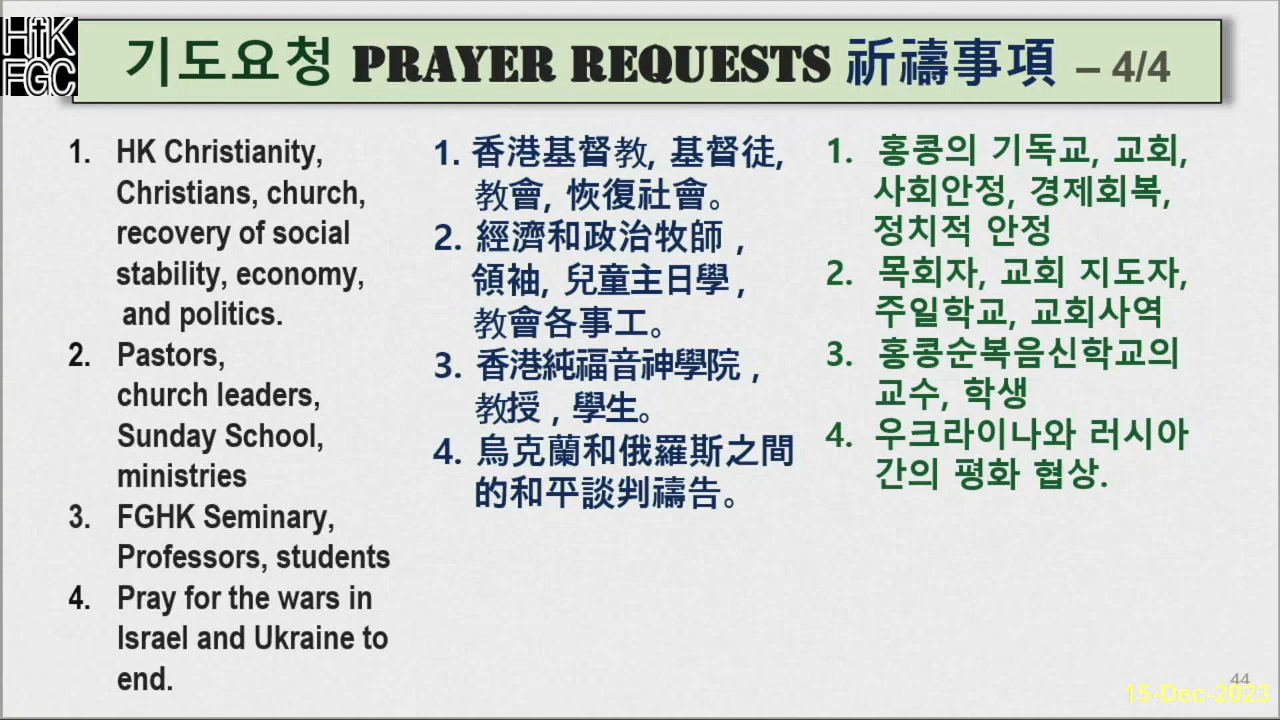 HfK
FGC
기도요청 PRAYER REQUESTS 祈禱事項 – 4/4
1. HK Christianity,
Christians, church,
recovery of social
stability, economy,
and politics.
2. Pastors,
church leaders,
Sunday School,
ministries
3. FGHK Seminary,
Professors, students
4. Pray for the wars in
Israel and Ukraine to
end.
1. 香港基督教, 基督徒,
教會, 恢復社會。
2. 經濟和政治牧師，
領袖, 兒童主日學，
教會各事工。
3. 香港純福音神學院，
教授，學生。
4. 烏克蘭和俄羅斯之間
的和平談判禱告。
1. 홍콩의 기독교, 교회,
사회안정, 경제회복,
정치적 안정
2. 목회자, 교회 지도자,
주일학교, 교회사역
3. 홍콩순복음신학교의
교수, 학생
4. 우크라이나와 러시아
간의 평화 협상.
44
15-Dec-2023